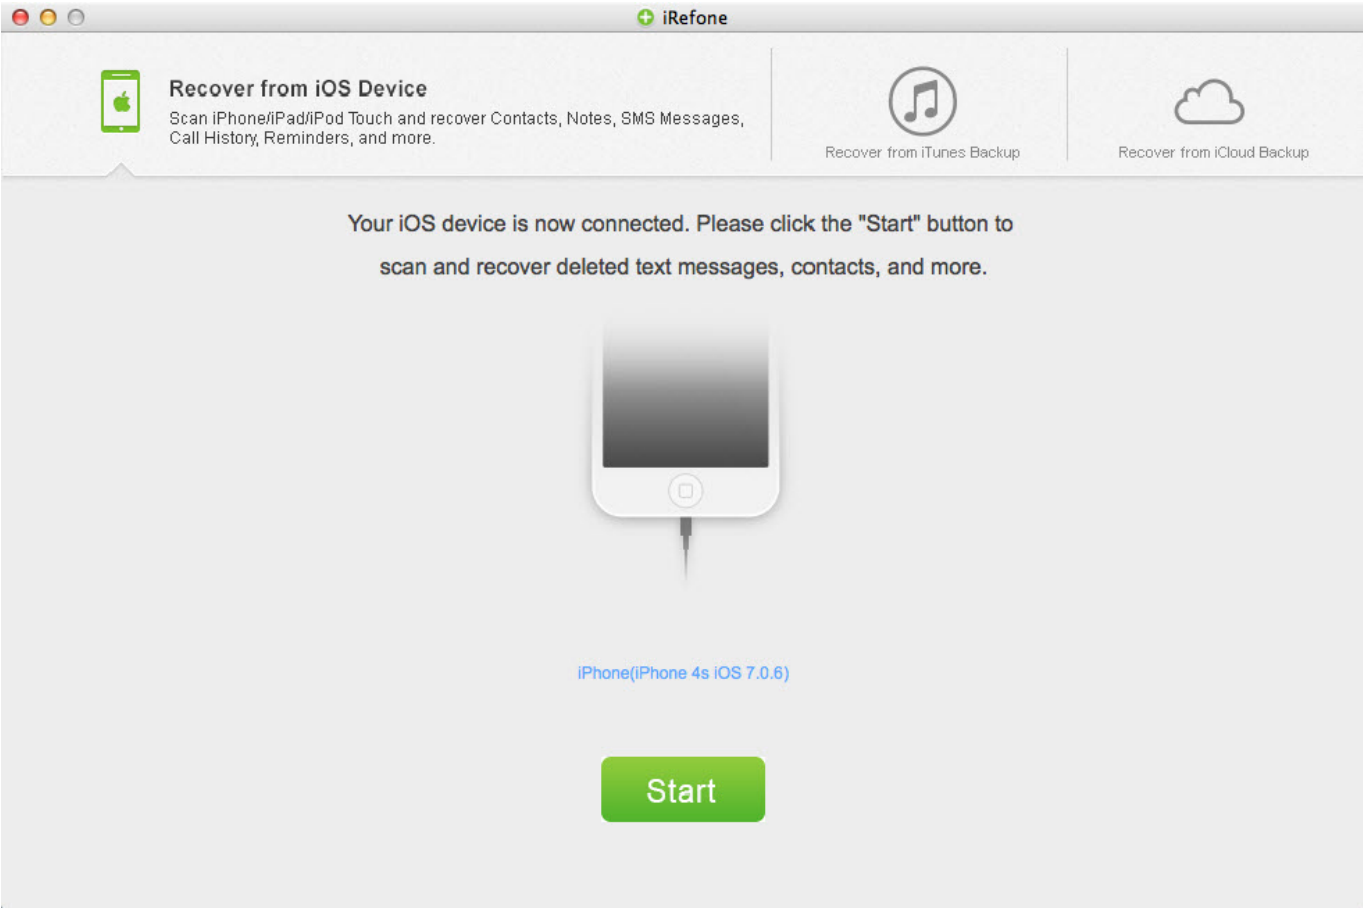 iRefone
Recover from iOS Device
Scan iPhone/iPad/iPod Touch and recover Contacts, Notes, SMS Messages,
Call History, Reminders, and more.
Recover from iTunes Backup
Recover from iCloud Backup
Your iOS device is now connected. Please click the "Start" button to
scan and recover deleted text messages, contacts, and more.
iPhone(iPhone 4s iOS 7.0.6)
Start